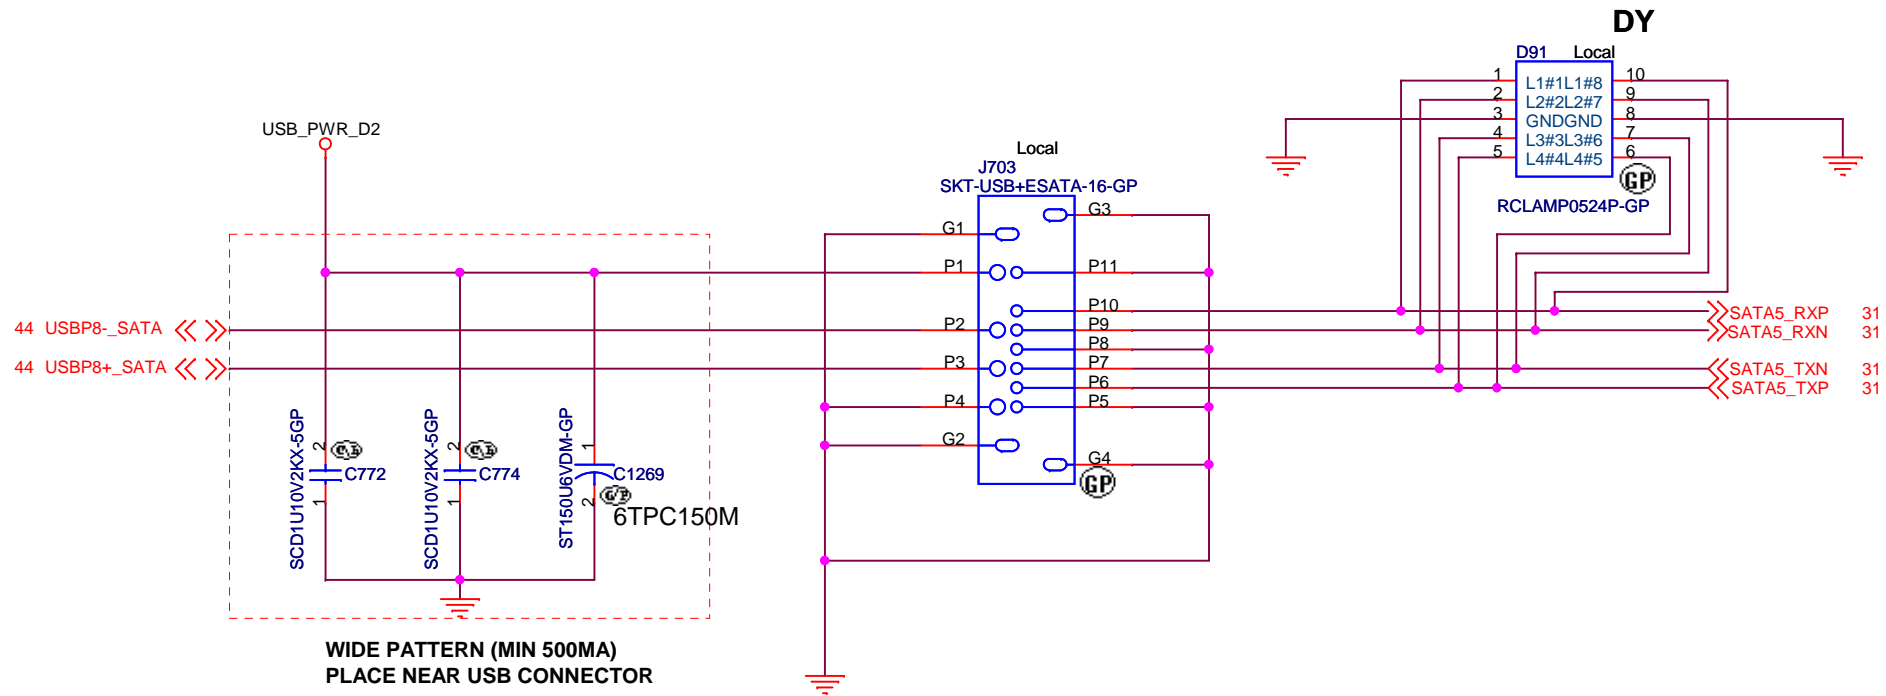 DY
D91 Local
1 L1#1L1#8 10
2 L2#2L2#7 9
3 GNDGND 8
4 L3#3L3#6 7
5 L4#4L4#5 6
GP
RCLAMP0524P-GP
USB_PWR_D2
Local
J703
SKT-USB+ESATA-16-GP
G1 G3
P1 P11
P10
P2 P9
P8
P3 P7
P6
P4 P5
G2 G4
GP
44 USBP8-_SATA
44 USBP8+_SATA
SATA5_RXP 31
SATA5_RXN 31
SATA5_TXN 31
SATA5_TXP 31
SCD1U10V2KX-5GP
2
C772
1
SCD1U10V2KX-5GP
2
C774
1
ST150U6VDM-GP
1
C1269
2
6TPC150M
WIDE PATTERN (MIN 500MA)
PLACE NEAR USB CONNECTOR